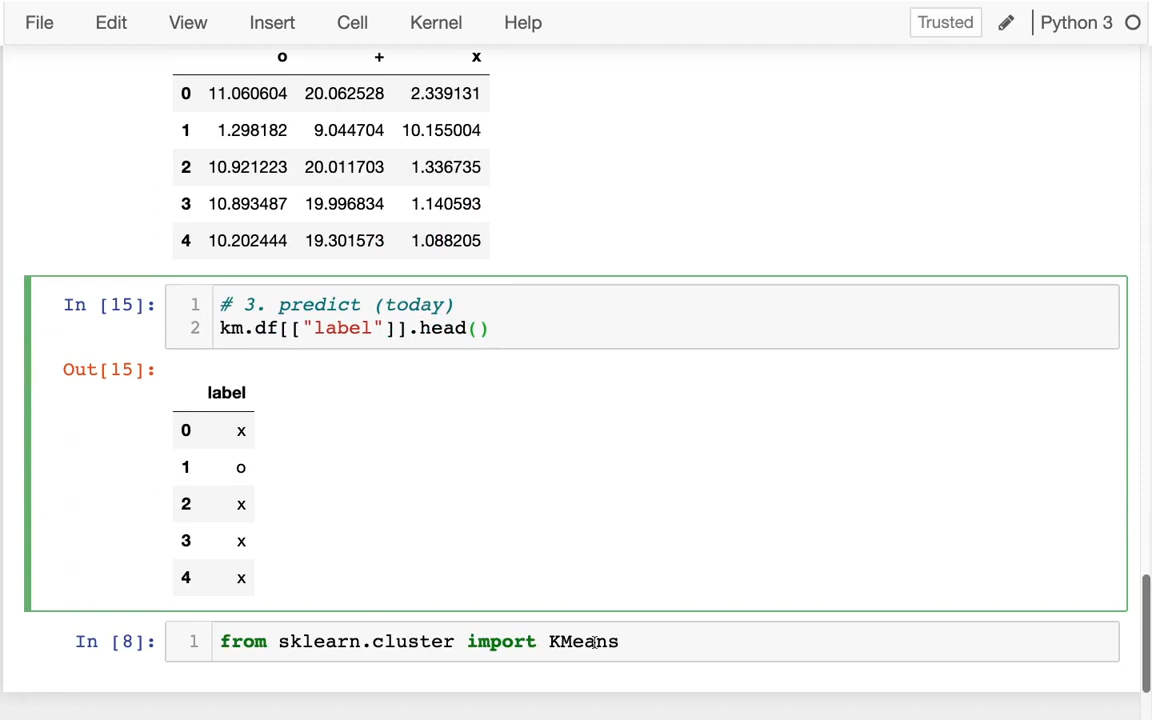 File Edit View Insert Cell Kernel Help Trusted Python 3
o + x
0 11.060604 20.062528 2.339131
1 1.298182 9.044704 10.155004
2 10.921223 20.011703 1.336735
3 10.893487 19.996834 1.140593
4 10.202444 19.301573 1.088205
In [15]: 1 # 3. predict (today)
2 km.df[["label"]].head()
Out[15]:
label
0 x
1 o
2 x
3 x
4 x
In [8]: 1 from sklearn.cluster import KMeans